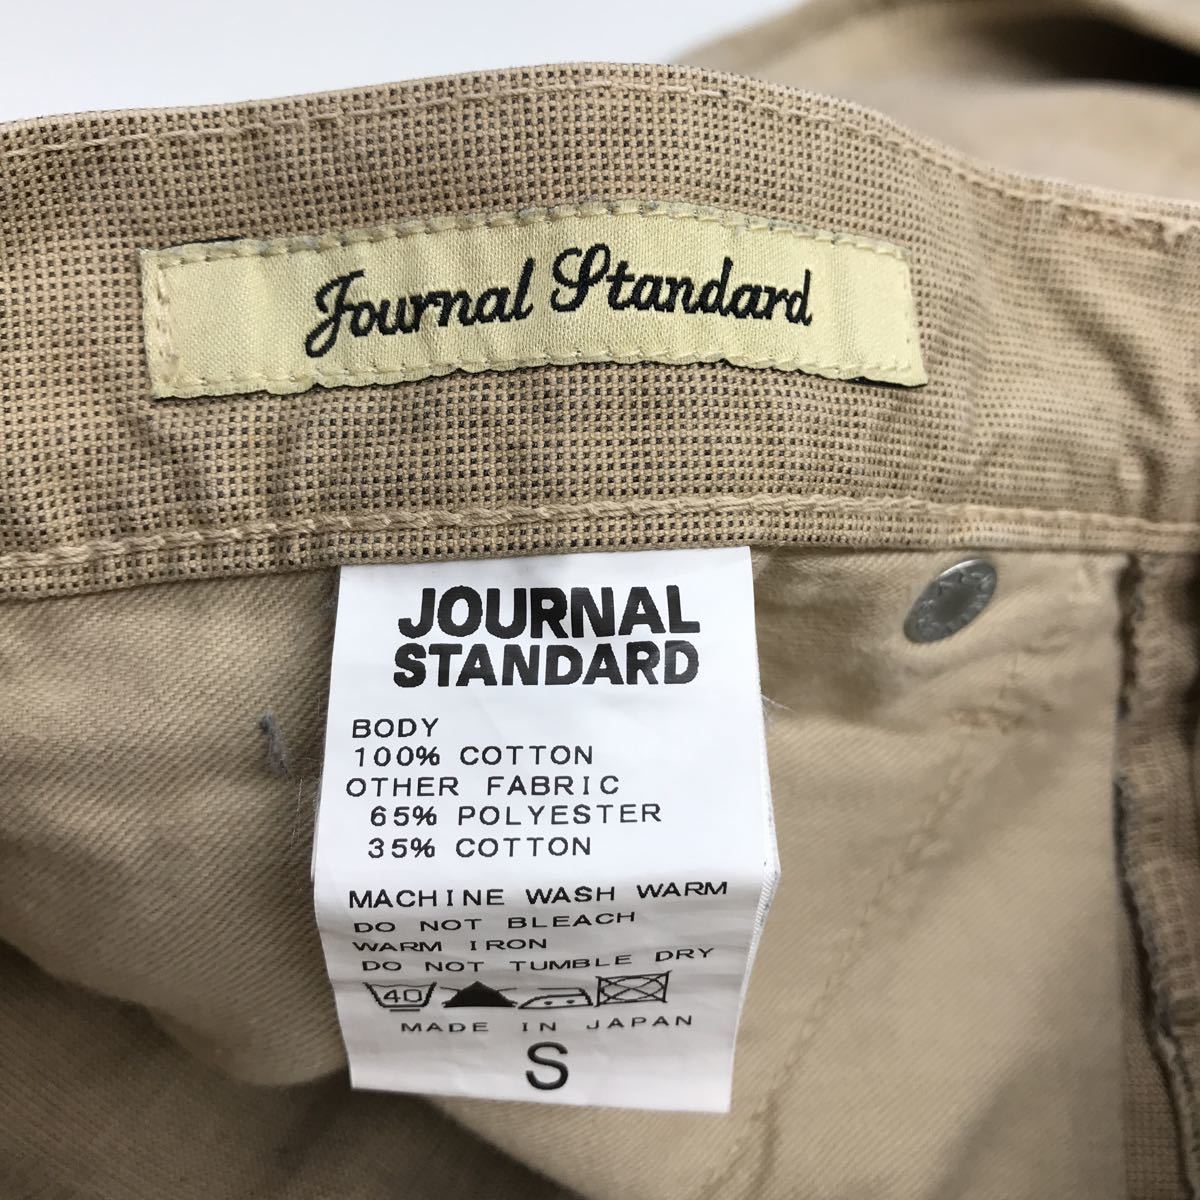 Journal Standard
JOURNAL
STANDARD
BODY
100% COTTON
OTHER FABRIC
65% POLYESTER
35% COTTON
MACHINE WASH WARM
DO NOT BLEACH
WARM IRON
DO NOT TUMBLE DRY
40
MADE IN JAPAN
S